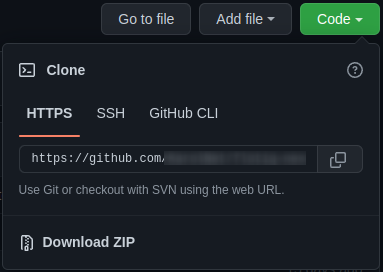 Go to file Add file Code
Clone
HTTPS SSH GitHub CLI
https://github.com/
Use Git or checkout with SVN using the web URL.
Download ZIP